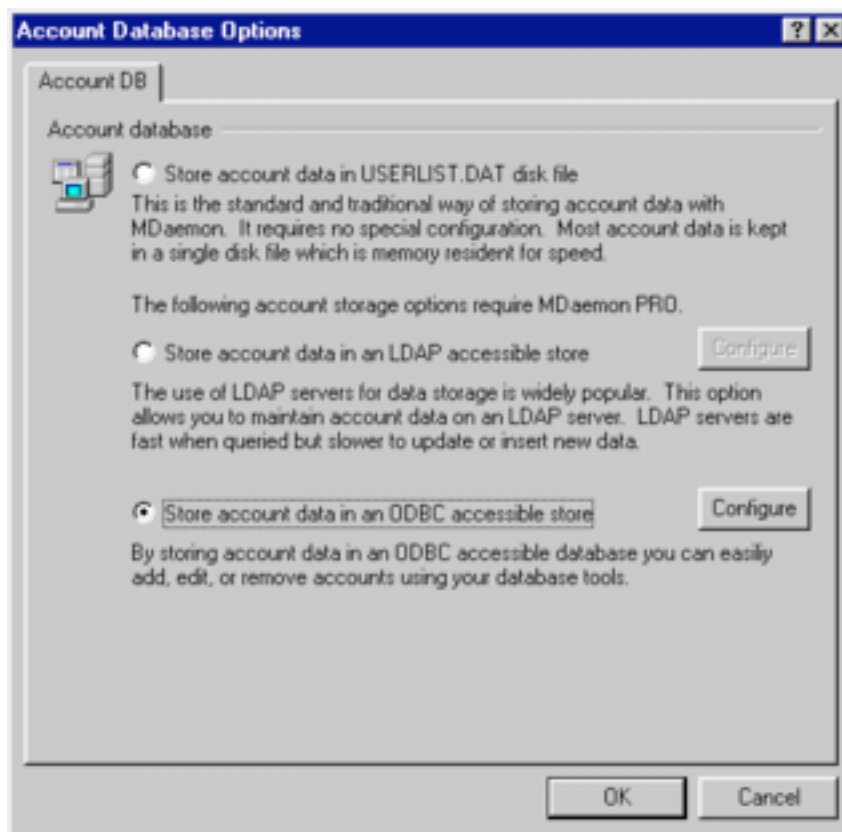 Account Database Options
Account DB
Account database
Store account data in USERLIST.DAT disk file
This is the standard and traditional way of storing account data with
MDaemon. It requires no special configuration. Most account data is kept
in a single disk file which is memory resident for speed.
The following account storage options require MDaemon PRO.
Store account data in an LDAP accessible store
Configure
The use of LDAP servers for data storage is widely popular. This option
allows you to maintain account data on an LDAP server. LDAP servers are
fast when queried but slower to update or insert new data.
Store account data in an ODBC accessible store
Configure
By storing account data in an ODBC accessible database you can easiliy
add, edit, or remove accounts using your database tools.
OK
Cancel